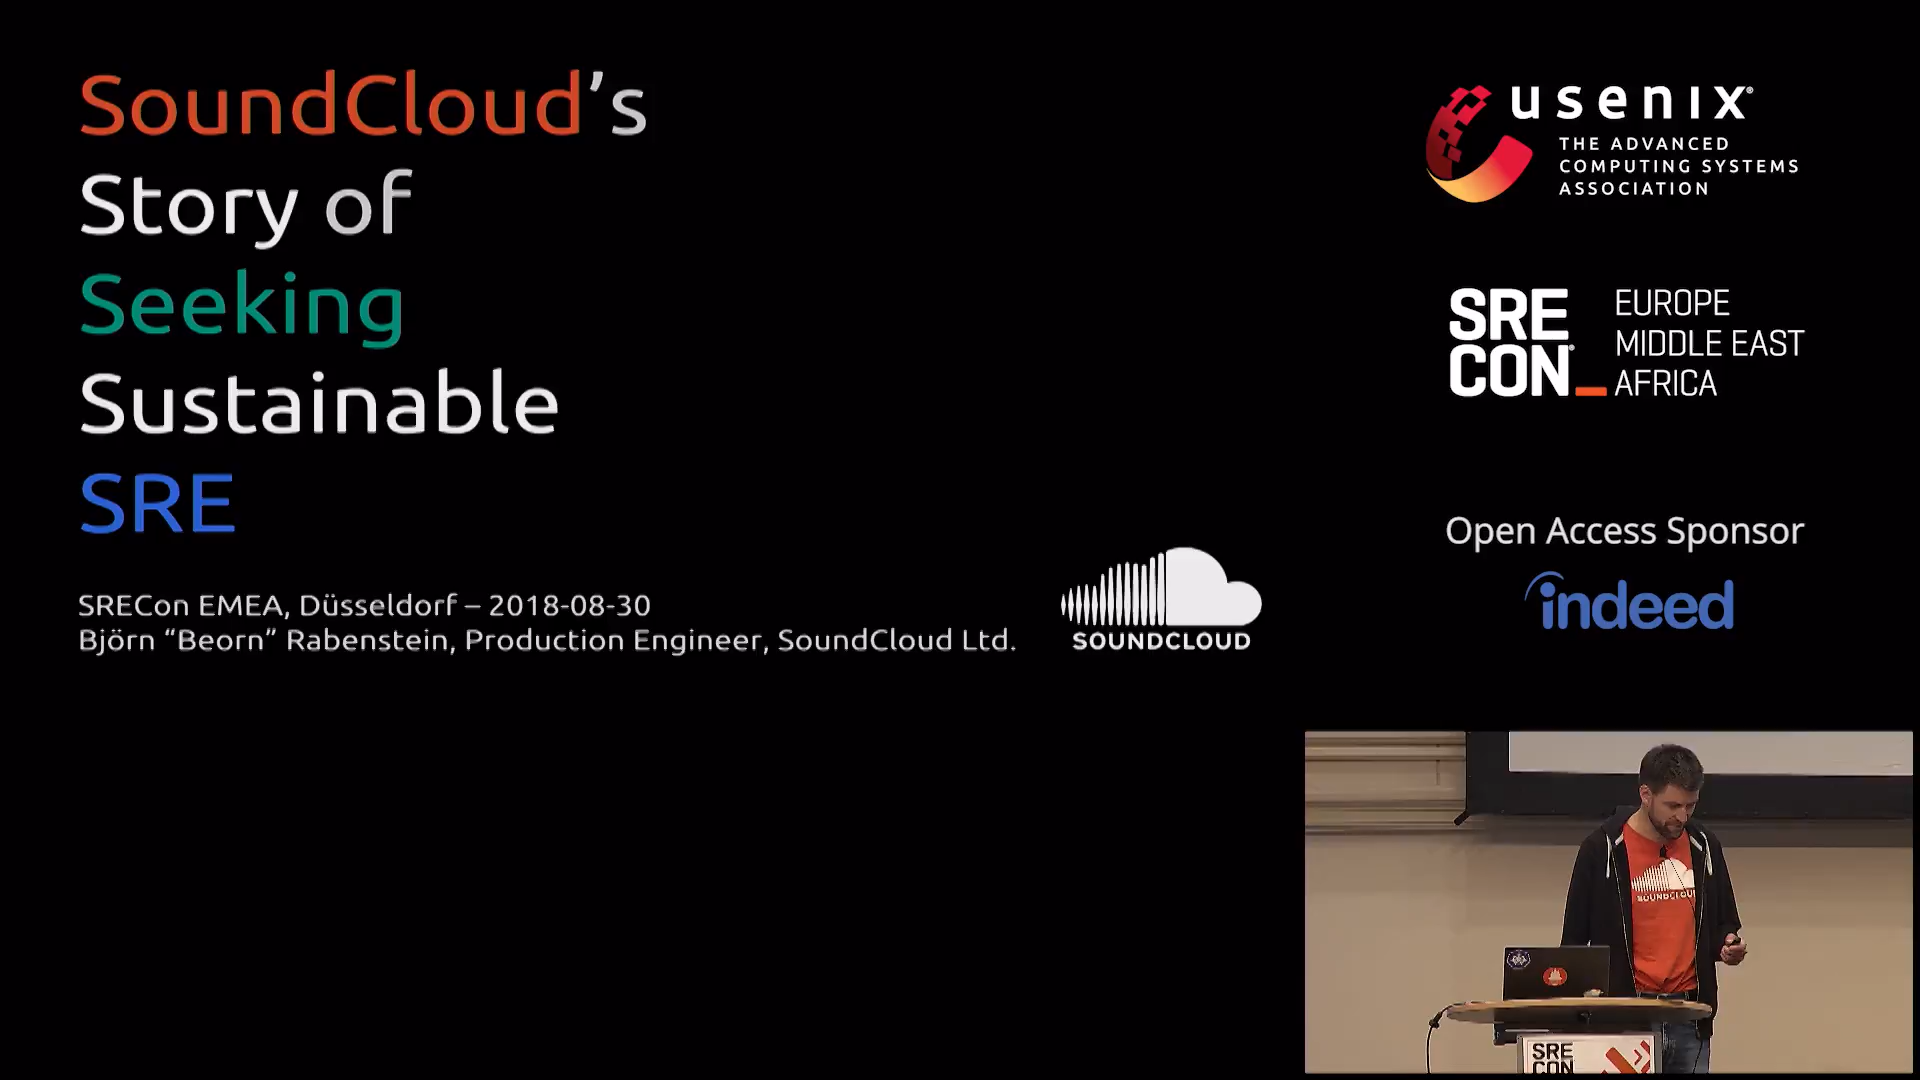 SoundCloud’s
Story of
Seeking
Sustainable
SRE
SRECon EMEA, Düsseldorf – 2018-08-30
Björn “Beorn” Rabenstein, Production Engineer, SoundCloud Ltd.
SOUNDCLOUD
usenix®
THE ADVANCED
COMPUTING SYSTEMS
ASSOCIATION
SRE
CON®
EUROPE
MIDDLE EAST
AFRICA
Open Access Sponsor
indeed
SOUNDCLOUD
SRE
CON